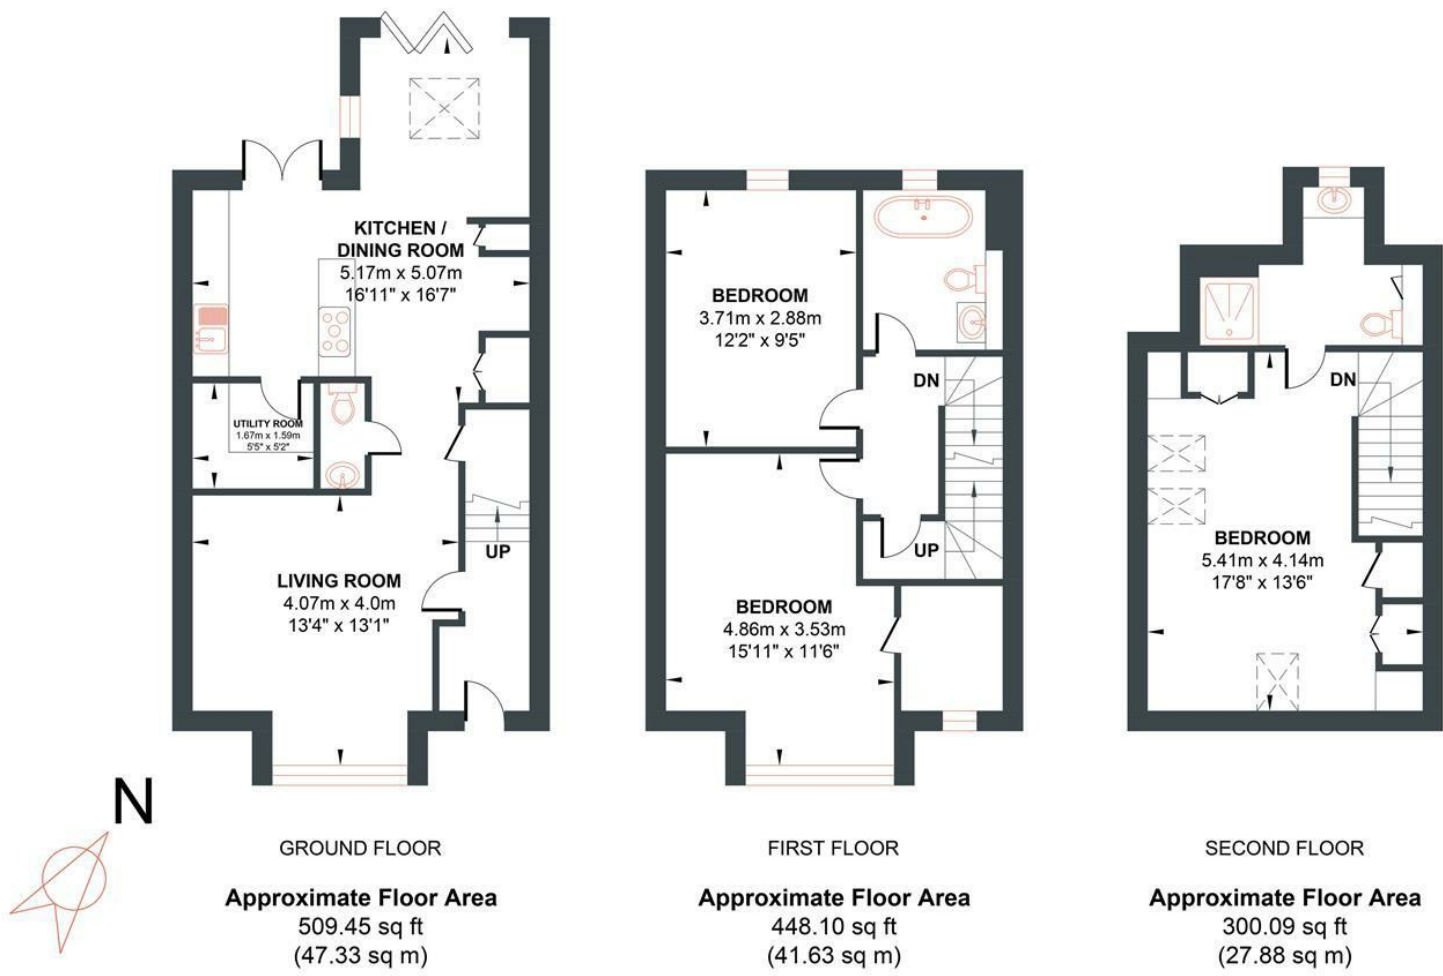 KITCHEN /
DINING ROOM
5.17m x 5.07m
16'11" x 16'7"
UTILITY ROOM
1.67m x 1.59m
5'5" x 5'2"
UP
LIVING ROOM
4.07m x 4.0m
13'4" x 13'1"
BEDROOM
3.71m x 2.88m
12'2" x 9'5"
DN
UP
BEDROOM
4.86m x 3.53m
15'11" x 11'6"
DN
BEDROOM
5.41m x 4.14m
17'8" x 13'6"
N
GROUND FLOOR
Approximate Floor Area
509.45 sq ft
(47.33 sq m)
FIRST FLOOR
Approximate Floor Area
448.10 sq ft
(41.63 sq m)
SECOND FLOOR
Approximate Floor Area
300.09 sq ft
(27.88 sq m)